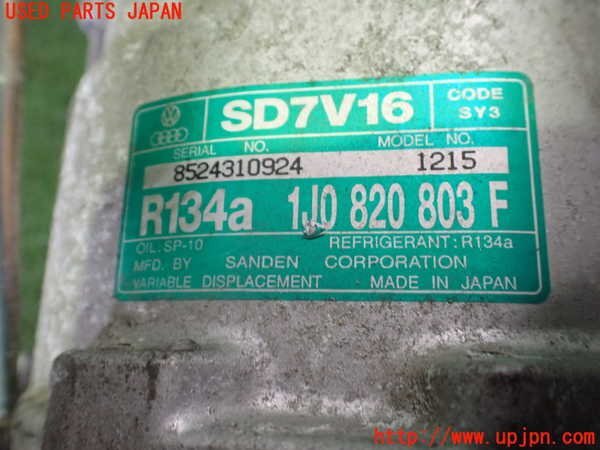 USED PARTS JAPAN
SD7V16
CODE
SY3
SERIAL NO.
MODEL NO.
8524310924
1215
R134a
1J0 820 803 F
OIL:SP-10
REFRIGERANT:R134a
MFD. BY SANDEN CORPORATION
VARIABLE DISPLACEMENT
MADE IN JAPAN
http://www.upjpn.com/